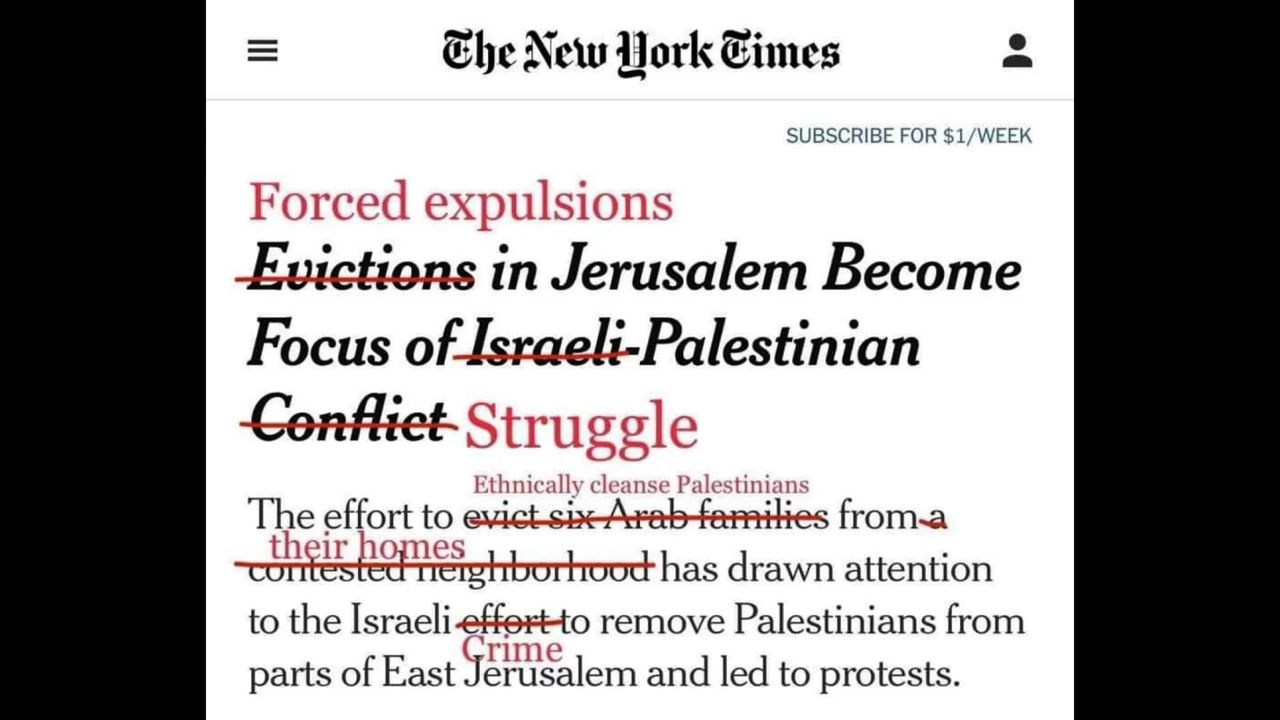 The New York Times
SUBSCRIBE FOR $1/WEEK
Forced expulsions
Evictions in Jerusalem Become
Focus of Israeli-Palestinian
Conflict Struggle
Ethnically cleanse Palestinians
The effort to evict six Arab families from a
their homes
contested neighborhood has drawn attention
to the Israeli effort to remove Palestinians from
Crime
parts of East Jerusalem and led to protests.